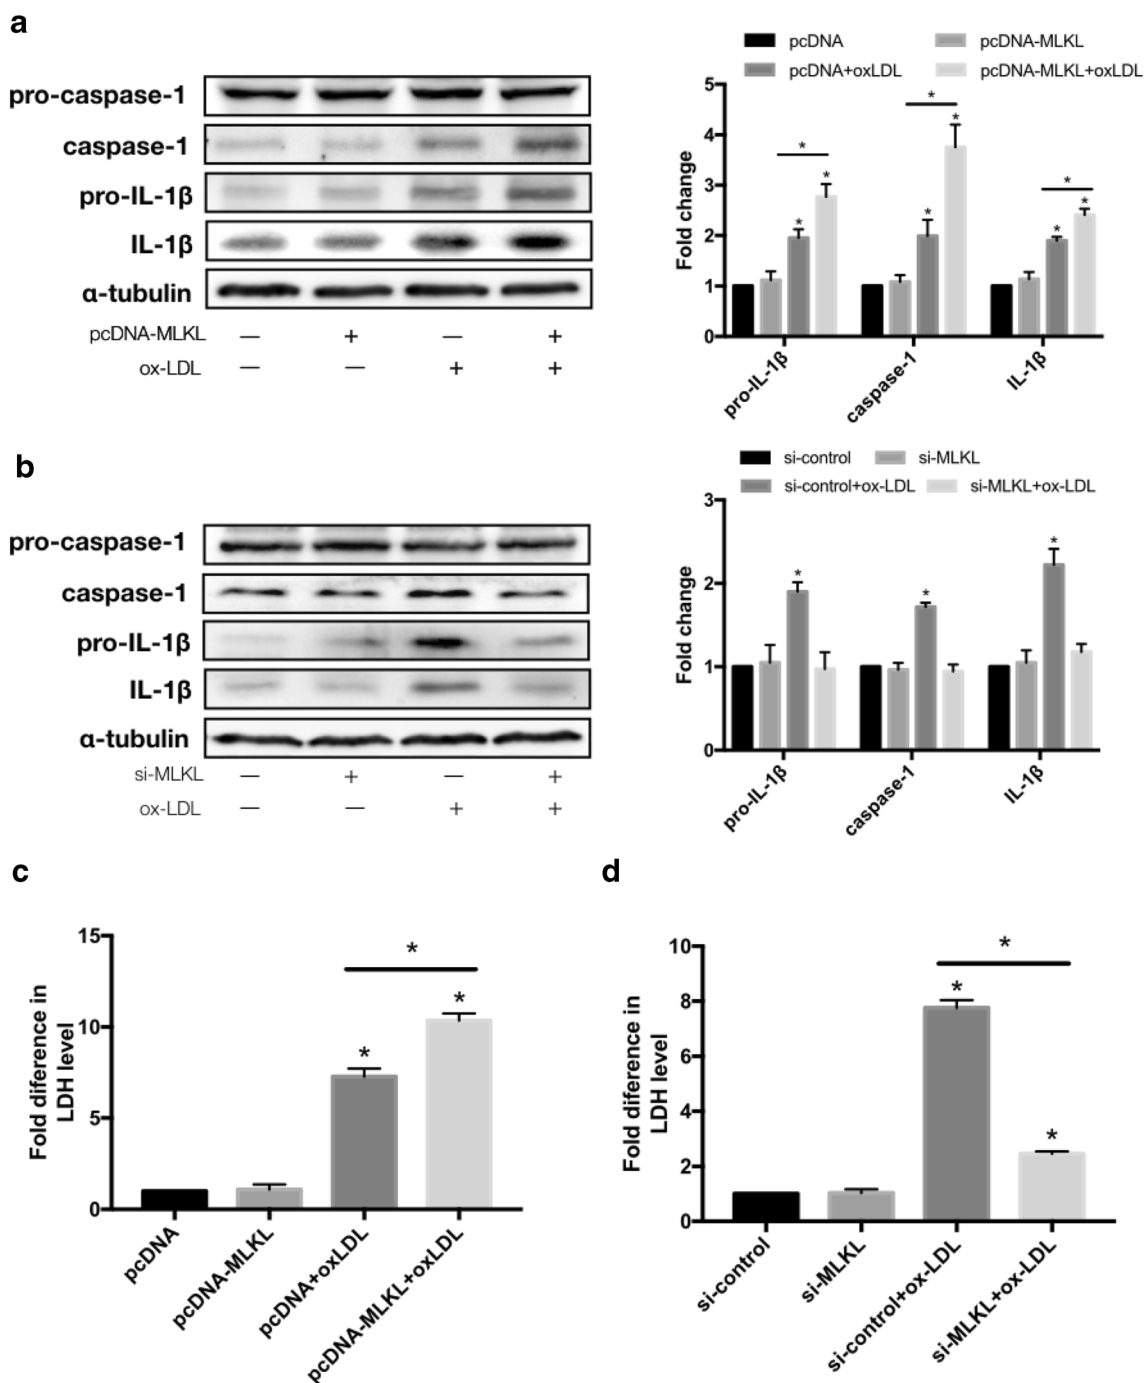 a
pro-caspase-1
caspase-1
pro-IL-1β
IL-1β
α-tubulin
pcDNA-MLKL — + — +
ox-LDL — — + +
pcDNA pcDNA-MLKL
pcDNA+oxLDL pcDNA-MLKL+oxLDL
Fold change
5
4
3
2
1
0
* * * *
* * * *
* * * *
pro-IL-1β caspase-1 IL-1β
b
pro-caspase-1
caspase-1
pro-IL-1β
IL-1β
α-tubulin
si-MLKL — + — +
ox-LDL — — + +
si-control si-MLKL
si-control+ox-LDL si-MLKL+ox-LDL
Fold change
3
2
1
0
* * *
pro-IL-1β caspase-1 IL-1β
c
Fold diference in
LDH level
15
10
5
0
*
* *
pcDNA pcDNA-MLKL pcDNA+oxLDL pcDNA-MLKL+oxLDL
d
Fold diference in
LDH level
10
8
6
4
2
0
*
* *
si-control si-MLKL si-control+ox-LDL si-MLKL+ox-LDL